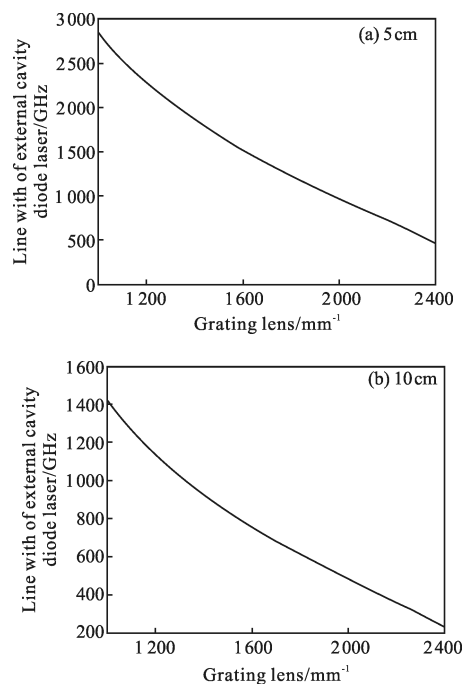 (a) 5 cm
Line with of external cavity
diode laser/GHz
3 000
2 500
2 000
1 500
1 000
500
0
1 200 1 600 2 000 2 400
Grating lens/mm⁻¹
(b) 10 cm
Line with of external cavity
diode laser/GHz
1 600
1 400
1 200
1 000
800
600
400
200
1 200 1 600 2 000 2 400
Grating lens/mm⁻¹